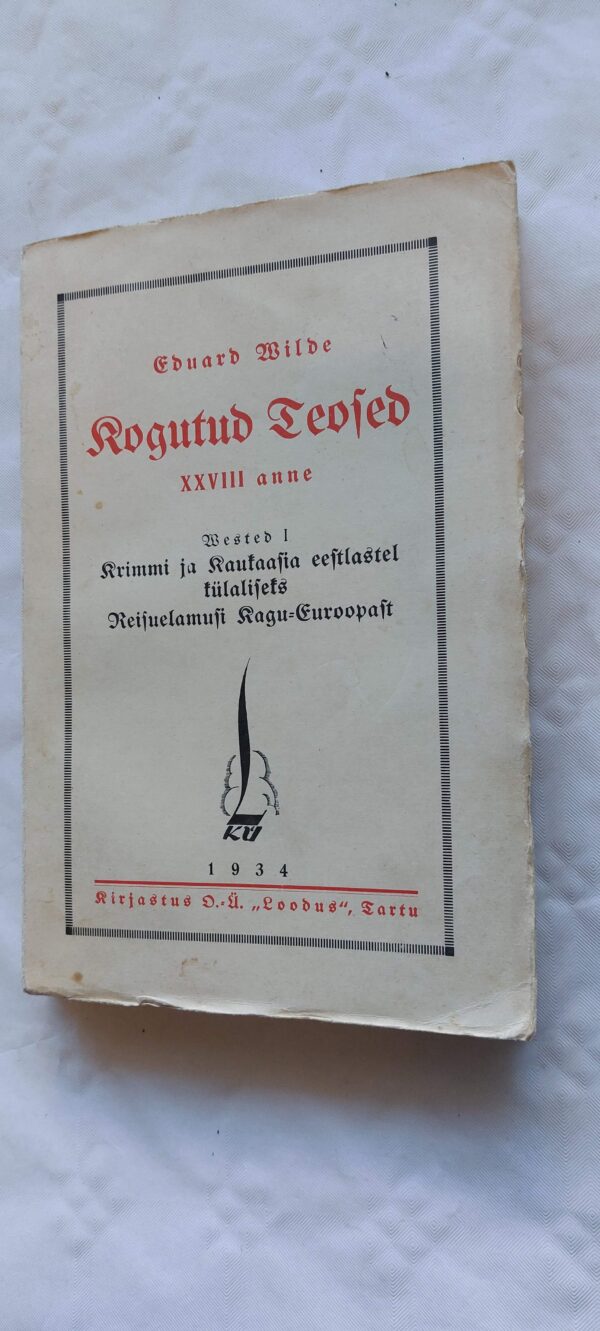 Eduard Wilde
Kogutud Teosed
XXVIII anne
Wested I
Krimmi ja Kaukaasia eestlastel
külaliseks
Reisuelamusi Kagu-Euroopast
KÜ
1934
Kirjastus O.-Ü. „Loodus“, Tartu